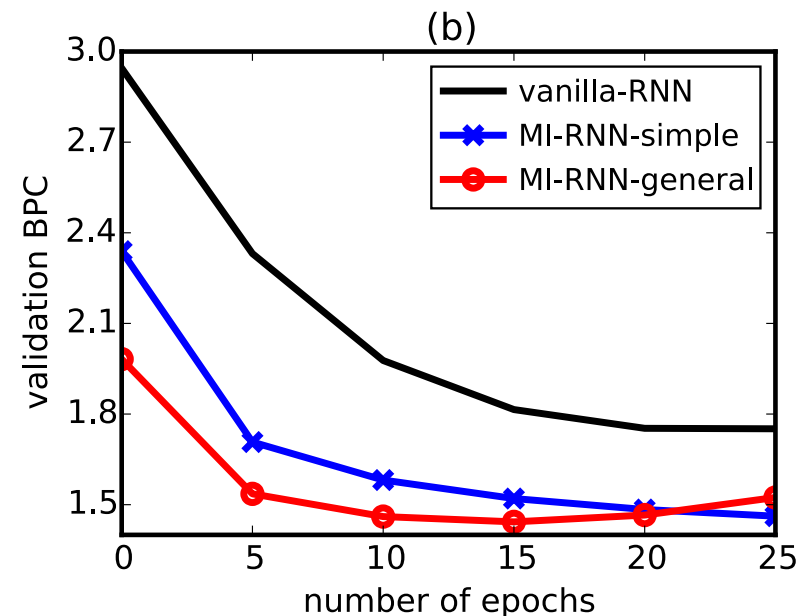 (b)
3.0
2.7
2.4
2.1
1.8
1.5
validation BPC
vanilla-RNN
MI-RNN-simple
MI-RNN-general
0 5 10 15 20 25
number of epochs